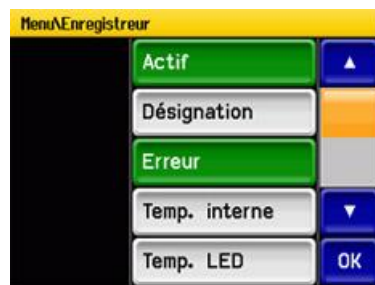 Menu\Enregistreur
Actif
Désignation
Erreur
Temp. interne
Temp. LED
OK